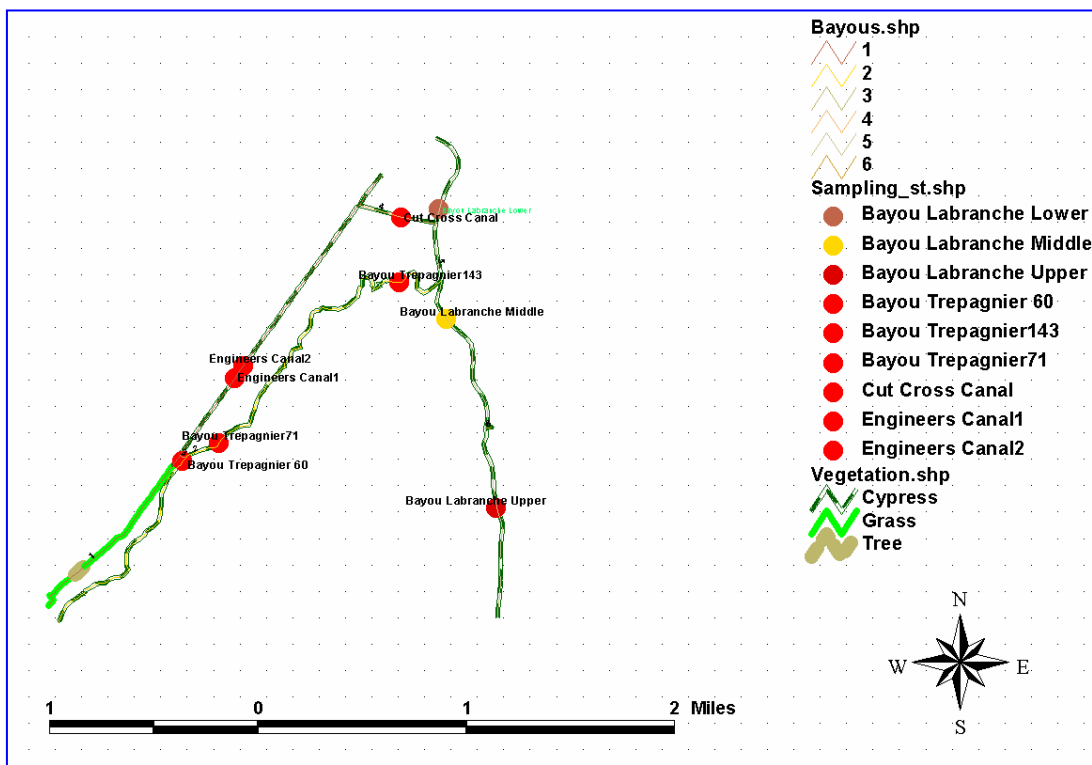 Bayous.shp
1
2
3
4
5
6
Sampling_st.shp
Bayou Labranche Lower
Bayou Labranche Middle
Bayou Labranche Upper
Bayou Trepagnier 60
Bayou Trepagnier143
Bayou Trepagnier71
Cut Cross Canal
Engineers Canal1
Engineers Canal2
Vegetation.shp
Cypress
Grass
Tree
Bayou Labranche Lower
Cut Cross Canal
Bayou Trepagnier143
Bayou Labranche Middle
Engineers Canal2
Engineers Canal1
Bayou Trepagnier71
Bayou Trepagnier 60
Bayou Labranche Upper
N
W E
S
1 0 1 2 Miles